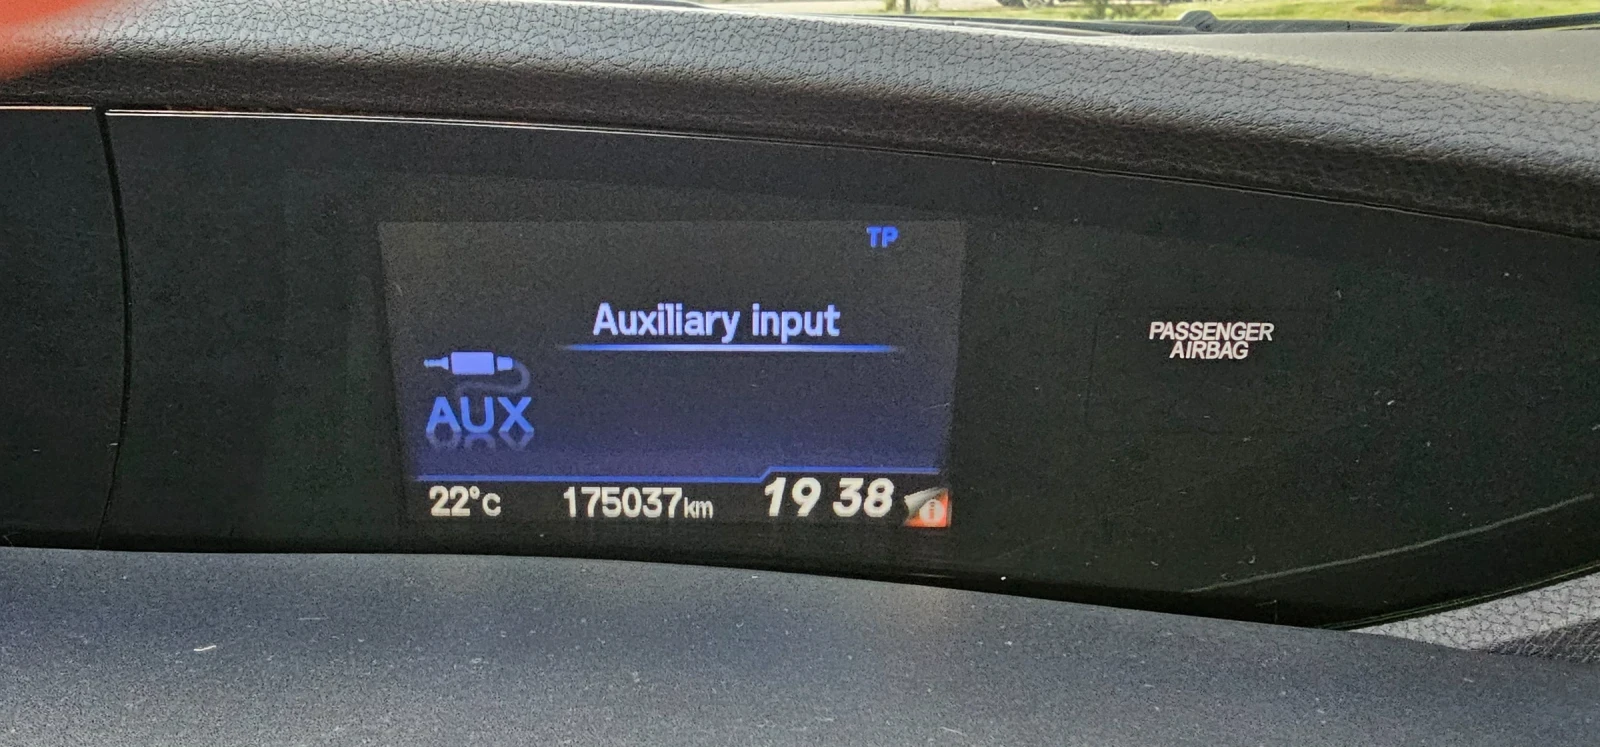 TP
Auxiliary input
AUX
22°C 175037km 19 38 i
PASSENGER
AIRBAG